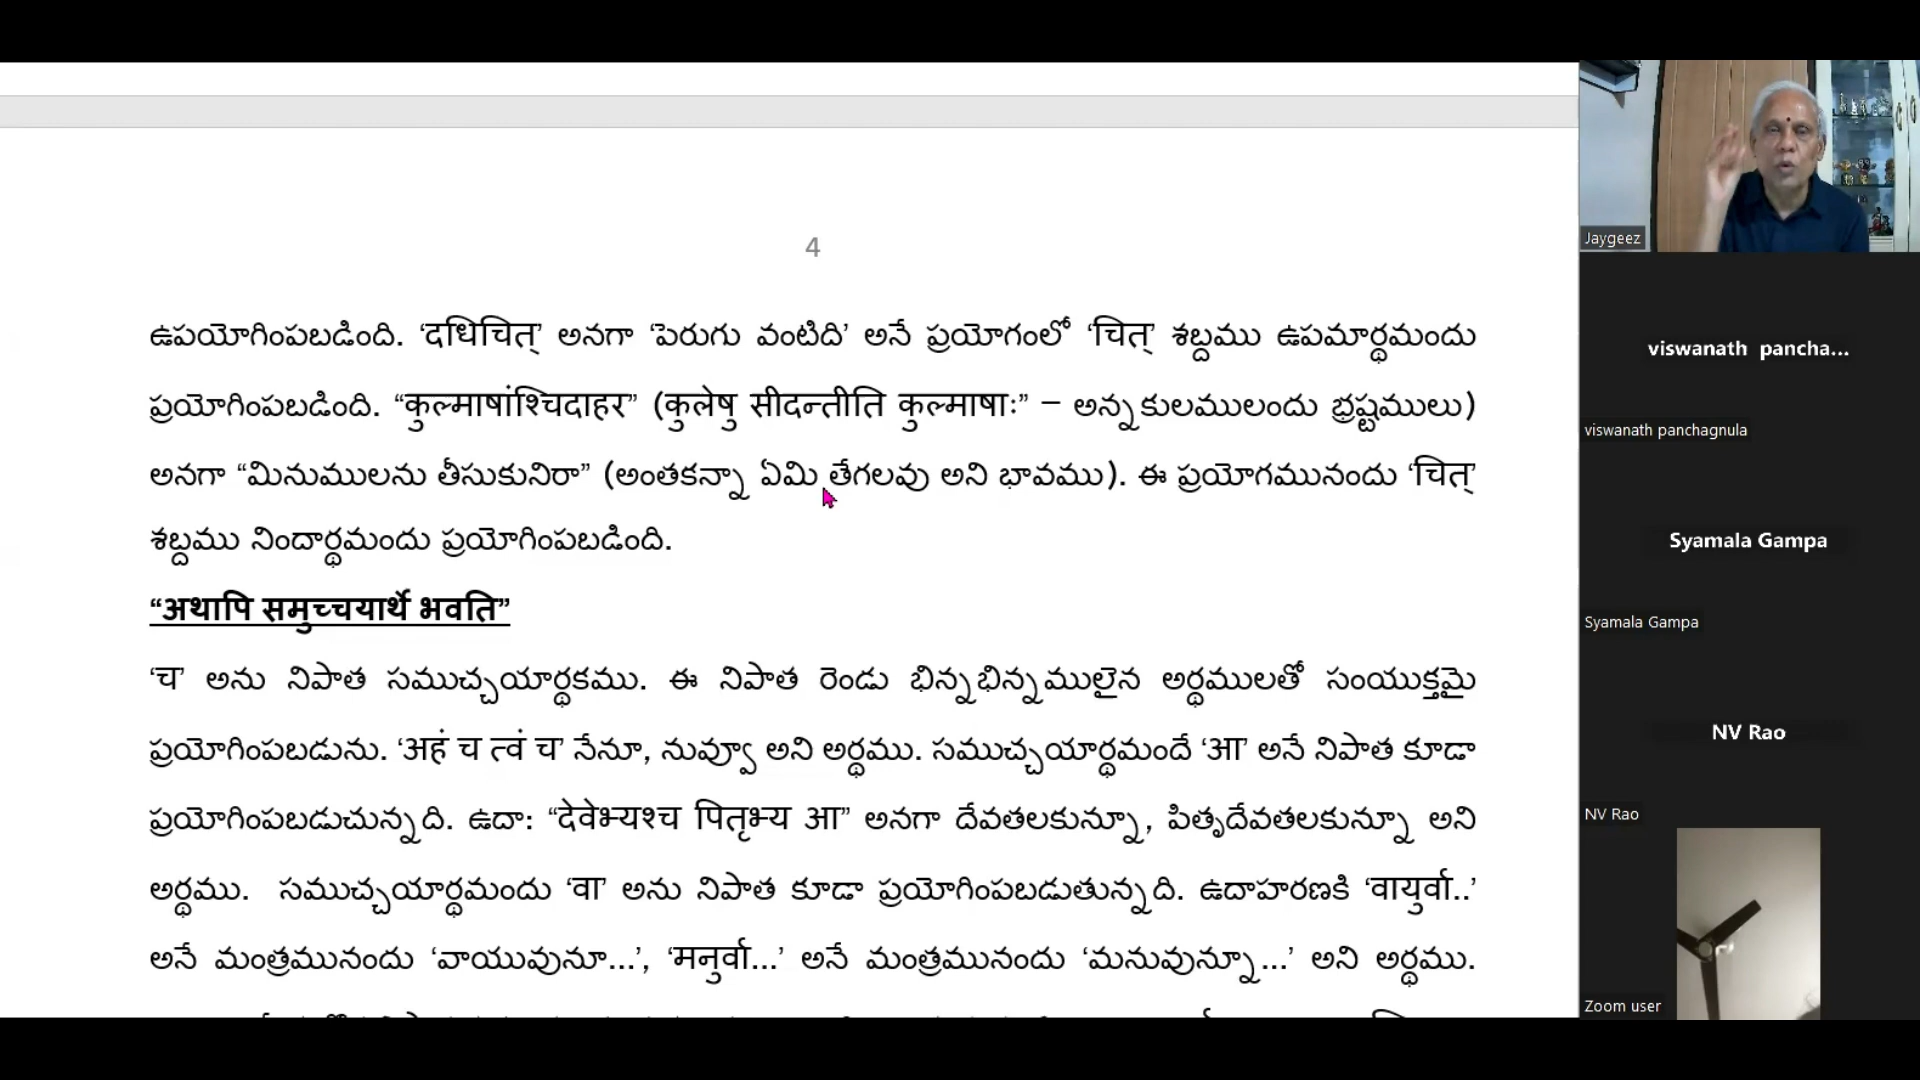 4
ఉపయోగింపబడింది. ‘दधिचित्’ అనగా ‘పెరుగు వంటిది’ అనే ప్రయోగంలో ‘चित्’ శబ్దము ఉపమార్థమందు
ప్రయోగింపబడింది. “कुल्माषांश्चिदाहर” (कुलेषु सीदन्तीति कुल्माषाः” – అన్నకులములందు భ్రష్టములు)
అనగా “మినుములను తీసుకునిరా” (అంతకన్నా ఏమి తేగలవు అని భావము). ఈ ప్రయోగమునందు ‘चित्’
శబ్దము నిందార్థమందు ప్రయోగింపబడింది.
“अथापि समुच्चयार्थे भवति”
‘च’ అను నిపాత సముచ్చయార్థకము. ఈ నిపాత రెండు భిన్నభిన్నములైన అర్థములతో సంయుక్తమై
ప్రయోగింపబడును. ‘अहं च त्वं च’ నేనూ, నువ్వూ అని అర్థము. సముచ్చయార్థమందే ‘आ’ అనే నిపాత కూడా
ప్రయోగింపబడుచున్నది. ఉదా: “देवेभ्यश्च पितृभ्य आ” అనగా దేవతలకున్నూ, పితృదేవతలకున్నూ అని
అర్థము. సముచ్చయార్థమందు ‘वा’ అను నిపాత కూడా ప్రయోగింపబడుతున్నది. ఉదాహరణకి ‘वायुर्वा..’
అనే మంత్రమునందు ‘వాయువునూ...’, ‘मनुर्वा...’ అనే మంత్రమునందు ‘మనువున్నూ...’ అని అర్థము.
Jaygeez
viswanath pancha...
viswanath panchagnula
Syamala Gampa
Syamala Gampa
NV Rao
NV Rao
Zoom user